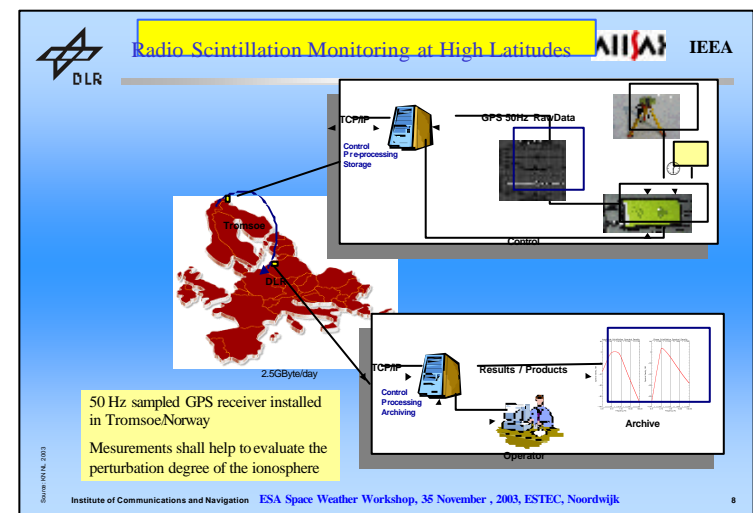 Radio Scintillation Monitoring at High Latitudes
IEEA
DLR
TCP/IP
GPS 50Hz RawData
Control
Pre-processing
Storage
Control
Tromsoe
DLR
2.5GByte/day
TCP/IP
Results / Products
Control
Processing
Archiving
Archive
Operator
50 Hz sampled GPS receiver installed
in Tromsoe/Norway
Mesurements shall help to evaluate the
perturbation degree of the ionosphere
Source: KN NL 2003
Institute of Communications and Navigation ESA Space Weather Workshop, 35 November , 2003, ESTEC, Noordwijk 8